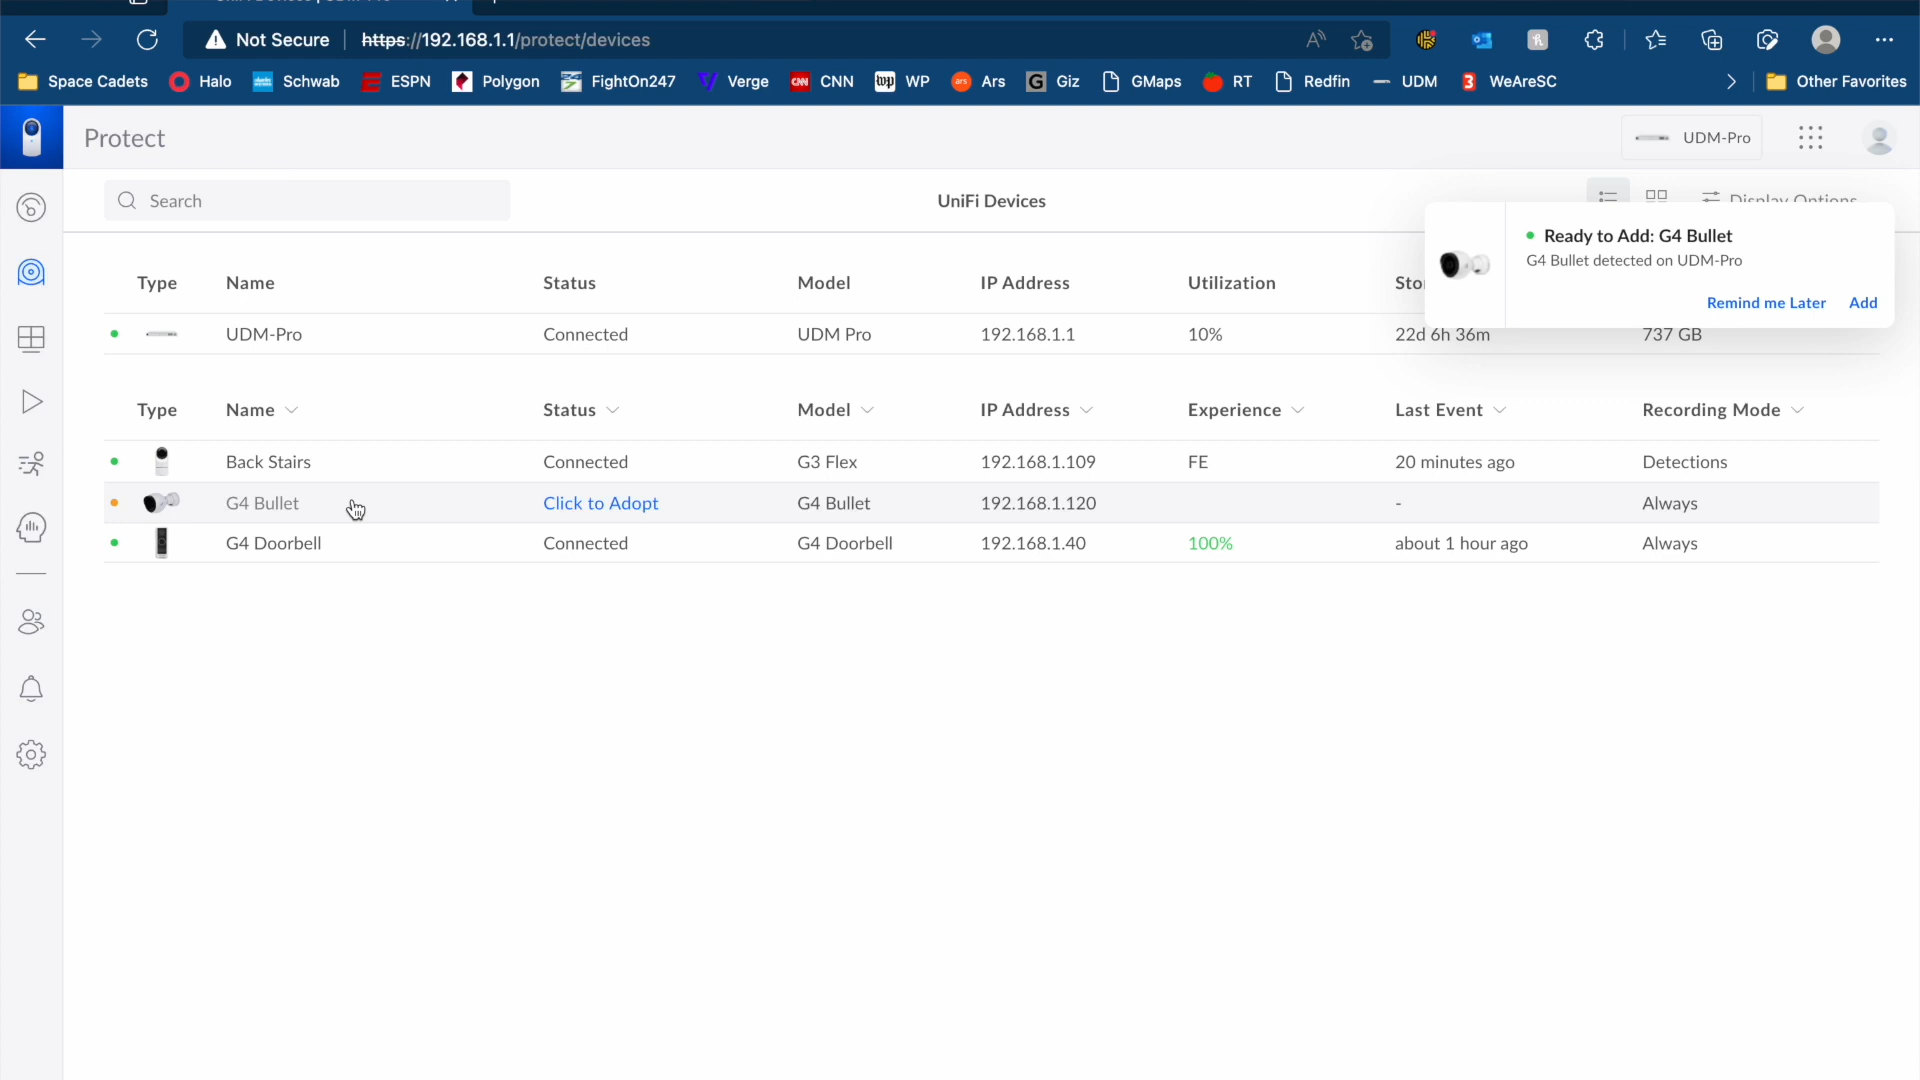 Not Secure https://192.168.1.1/protect/devices
Space Cadets Halo Schwab ESPN Polygon FightOn247 Verge CNN WP Ars Giz GMaps RT Redfin UDM WeAreSC Other Favorites
Protect UDM-Pro
Search UniFi Devices Display Options
Ready to Add: G4 Bullet
G4 Bullet detected on UDM-Pro
Remind me Later Add
Type Name Status Model IP Address Utilization
UDM-Pro Connected UDM Pro 192.168.1.1 10% 22d 6h 36m 737 GB
Type Name Status Model IP Address Experience Last Event Recording Mode
Back Stairs Connected G3 Flex 192.168.1.109 FE 20 minutes ago Detections
G4 Bullet Click to Adopt G4 Bullet 192.168.1.120 - Always
G4 Doorbell Connected G4 Doorbell 192.168.1.40 100% about 1 hour ago Always